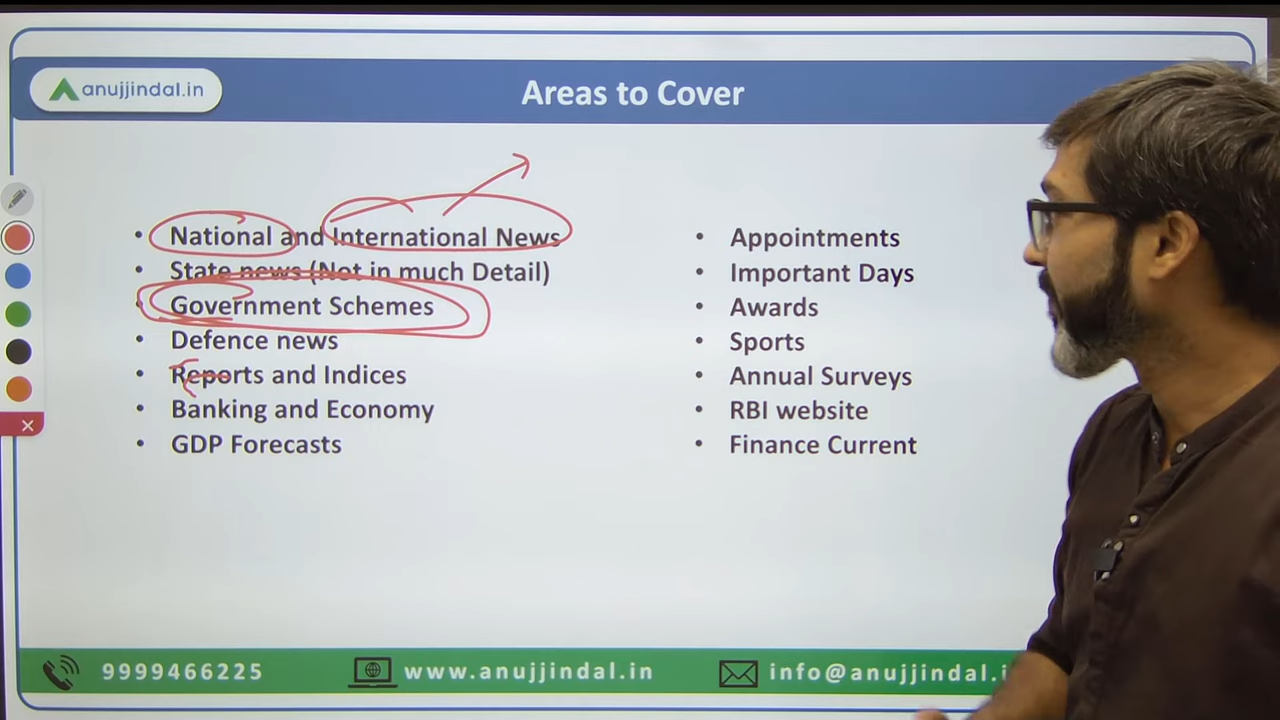 anujjindal.in
Areas to Cover
• National and International News
• State news (Not in much Detail)
• Government Schemes
• Defence news
• Reports and Indices
• Banking and Economy
• GDP Forecasts
• Appointments
• Important Days
• Awards
• Sports
• Annual Surveys
• RBI website
• Finance Current
9999466225
www.anujjindal.in
info@anujjindal.i